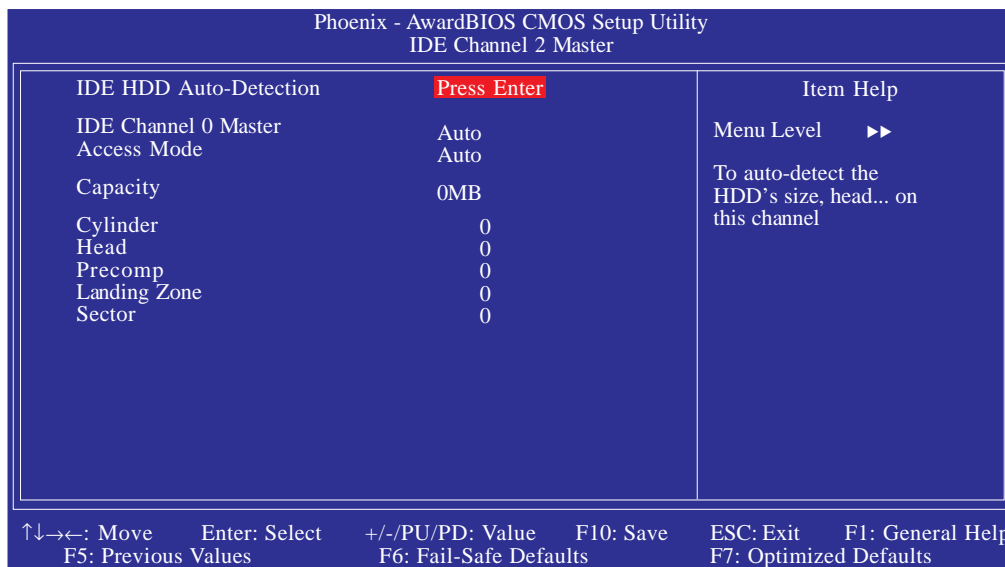 Phoenix - AwardBIOS CMOS Setup Utility
IDE Channel 2 Master
IDE HDD Auto-Detection Press Enter
IDE Channel 0 Master Auto
Access Mode Auto
Capacity 0MB
Cylinder 0
Head 0
Precomp 0
Landing Zone 0
Sector 0
Item Help
Menu Level ▶▶
To auto-detect the
HDD's size, head... on
this channel
↑↓→←: Move Enter: Select +/-/PU/PD: Value F10: Save ESC: Exit F1: General Help
F5: Previous Values F6: Fail-Safe Defaults F7: Optimized Defaults